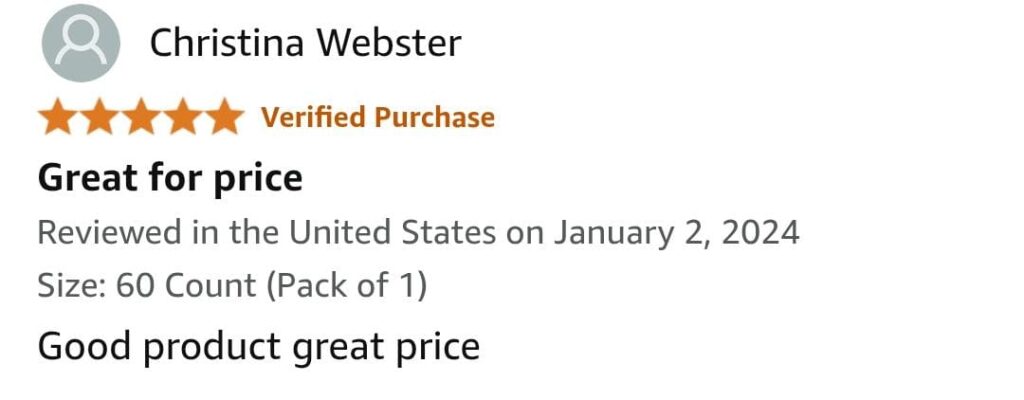 Christina Webster
Verified Purchase
Great for price
Reviewed in the United States on January 2, 2024
Size: 60 Count (Pack of 1)
Good product great price